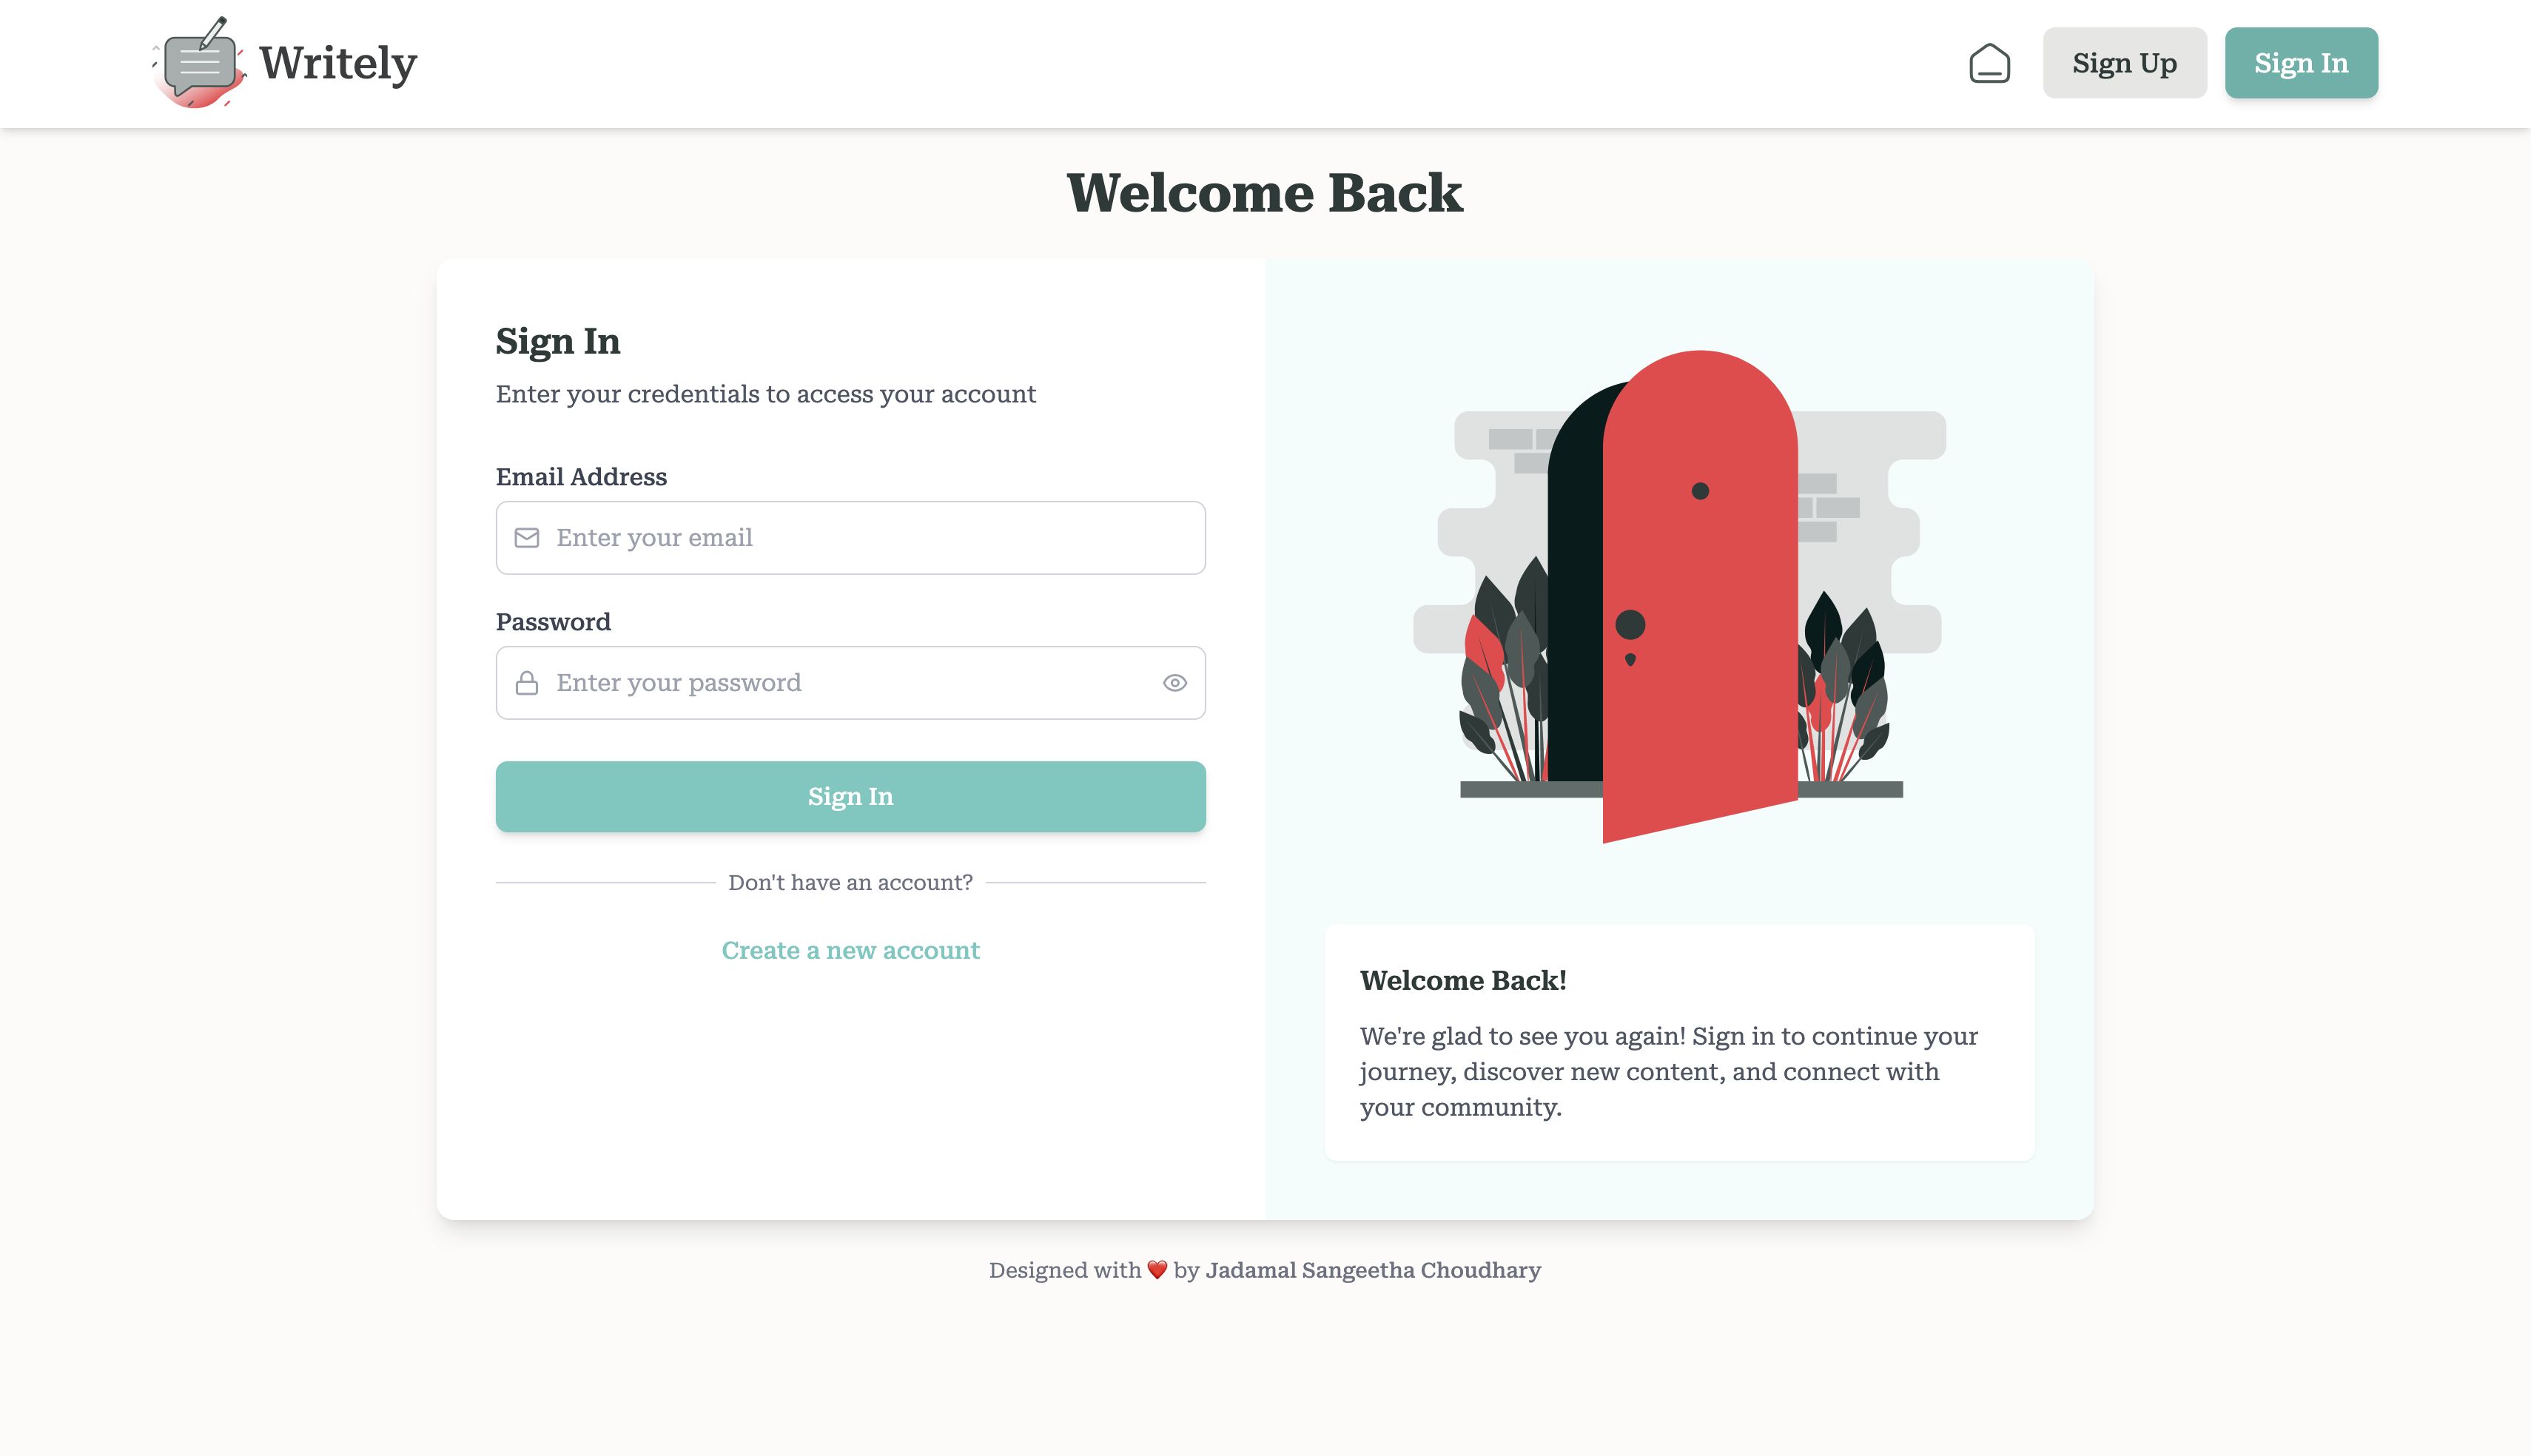 Writely
Sign Up
Sign In
Welcome Back
Sign In
Enter your credentials to access your account
Email Address
Enter your email
Password
Enter your password
Sign In
Don't have an account?
Create a new account
Welcome Back!
We're glad to see you again! Sign in to continue your
journey, discover new content, and connect with
your community.
Designed with ❤️ by Jadamal Sangeetha Choudhary